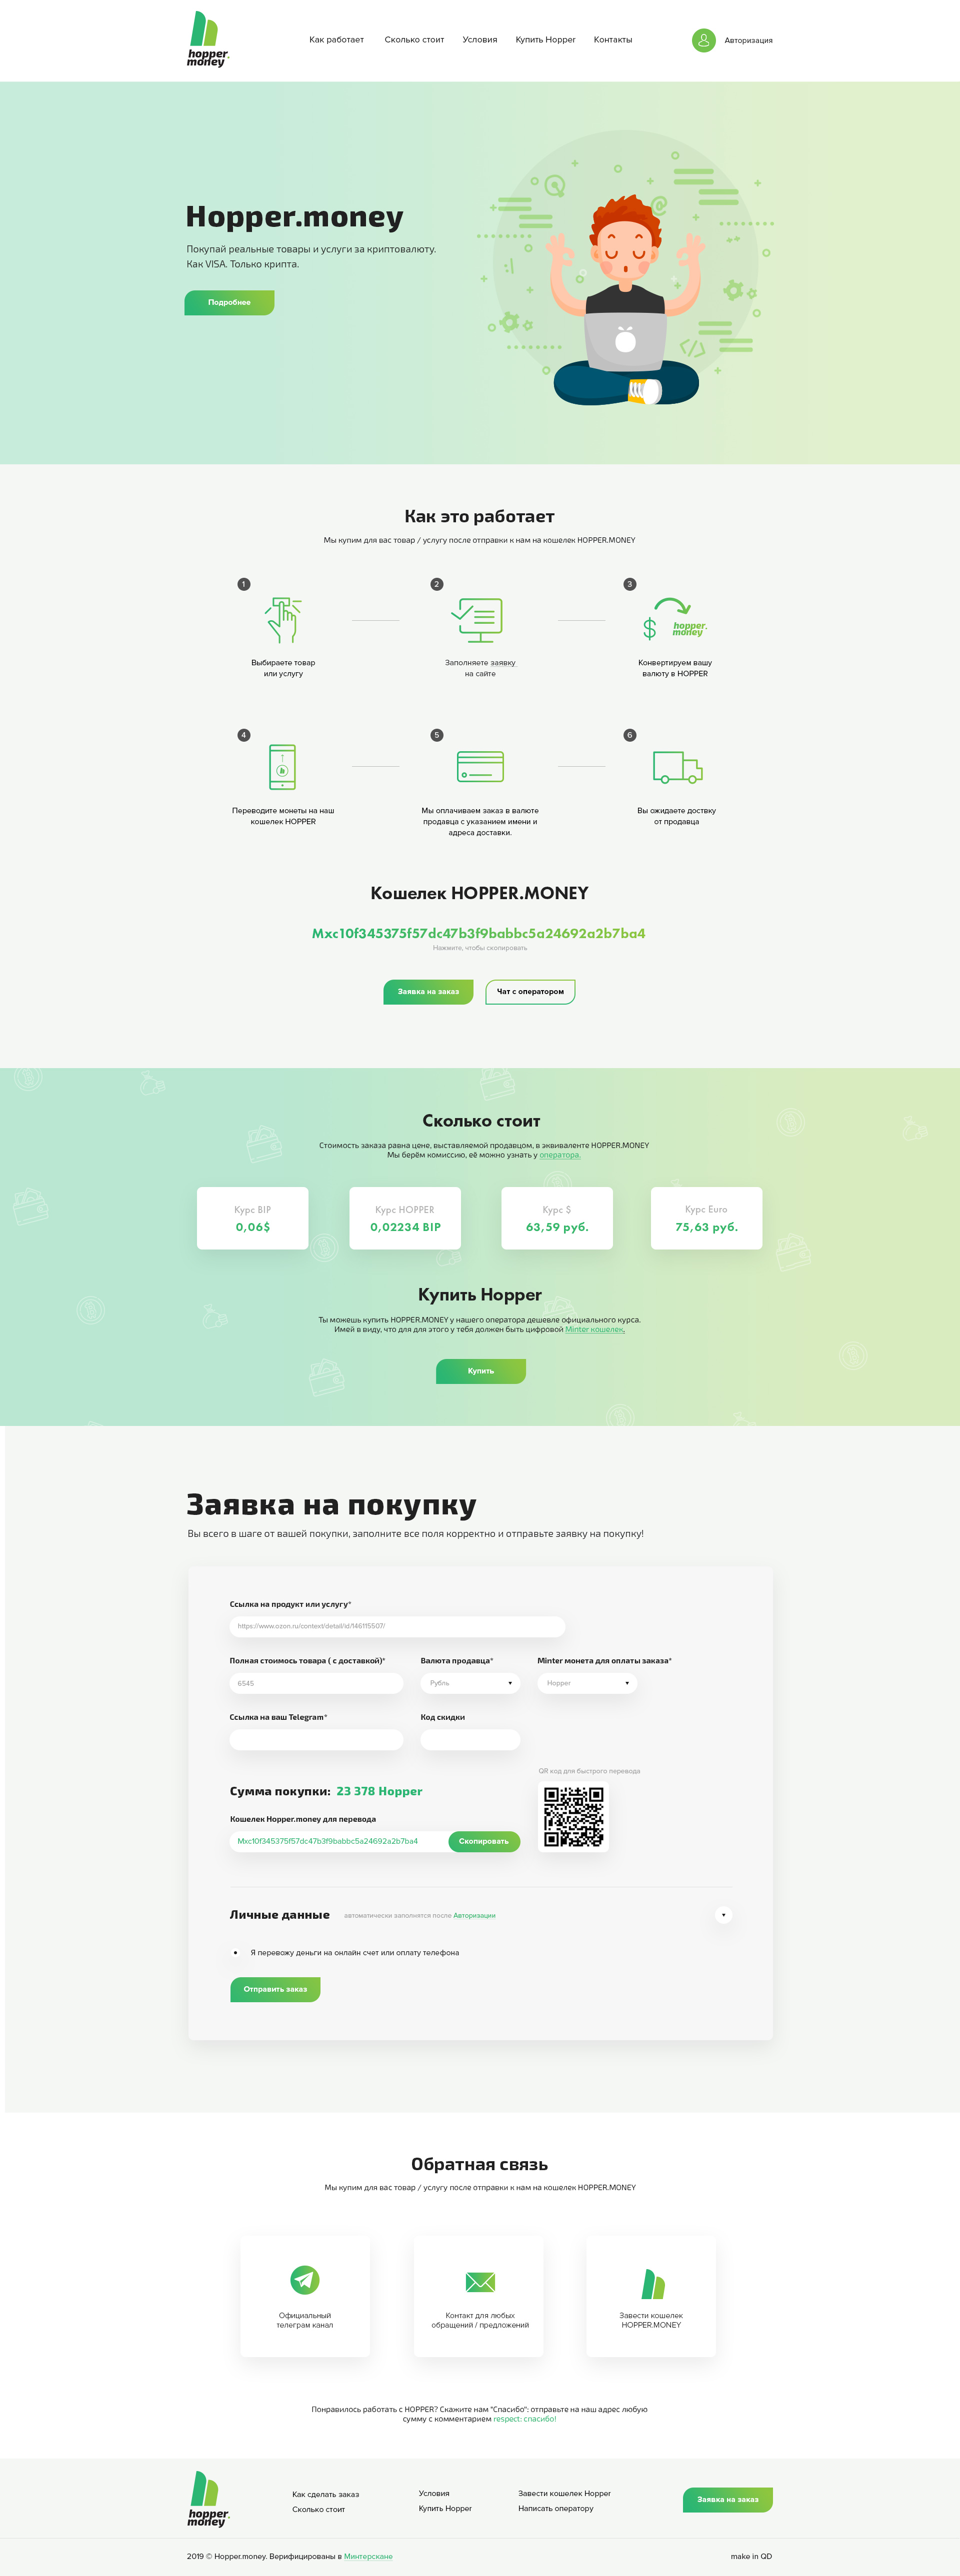 hopper.
money
Как работает
Сколько стоит
Условия
Купить Hopper
Контакты
Авторизация
Hopper.money
Покупай реальные товары и услуги за криптовалюту.
Как VISA. Только крипта.
Подробнее
Как это работает
Мы купим для вас товар / услугу после отправки к нам на кошелек HOPPER.MONEY
1
Выбираете товар
или услугу
2
Заполняете заявку
на сайте
3
$ hopper.
money
Конвертируем вашу
валюту в HOPPER
4
Переводите монеты на наш
кошелек HOPPER
5
Мы оплачиваем заказ в валюте
продавца с указанием имени и
адреса доставки.
6
Вы ожидаете доствку
от продавца
Кошелек HOPPER.MONEY
Mxc10f345375f57dc47b3f9babbc5a24692a2b7ba4
Нажмите, чтобы скопировать
Заявка на заказ
Чат с оператором
Сколько стоит
Стоимость заказа равна цене, выставляемой продавцом, в эквиваленте HOPPER.MONEY
Мы берём комиссию, её можно узнать у оператора.
Курс BIP
0,06$
Курс HOPPER
0,02234 BIP
Курс $
63,59 руб.
Курс Euro
75,63 руб.
Купить Hopper
Ты можешь купить HOPPER.MONEY у нашего оператора дешевле официального курса.
Имей в виду, что для для этого у тебя должен быть цифровой Minter кошелек.
Купить
Заявка на покупку
Вы всего в шаге от вашей покупки, заполните все поля корректно и отправьте заявку на покупку!
Ссылка на продукт или услугу*
https://www.ozon.ru/context/detail/id/146115507/
Полная стоимось товара ( с доставкой)*
6545
Валюта продавца*
Рубль
Minter монета для оплаты заказа*
Hopper
Ссылка на ваш Telegram*
Код скидки
QR код для быстрого перевода
Сумма покупки: 23 378 Hopper
Кошелек Hopper.money для перевода
Mxc10f345375f57dc47b3f9babbc5a24692a2b7ba4
Скопировать
Личные данные
автоматически заполнятся после Авторизации
Я перевожу деньги на онлайн счет или оплату телефона
Отправить заказ
Обратная связь
Мы купим для вас товар / услугу после отправки к нам на кошелек HOPPER.MONEY
Официальный
телеграм канал
Контакт для любых
обращений / предложений
Завести кошелек
HOPPER.MONEY
Понравилось работать с HOPPER? Скажите нам "Спасибо": отправьте на наш адрес любую
сумму с комментарием respect: спасибо!
hopper.
money
Как сделать заказ
Сколько стоит
Условия
Купить Hopper
Завести кошелек Hopper
Написать оператору
Заявка на заказ
2019 © Hopper.money. Верифицированы в Минтерскане
make in QD